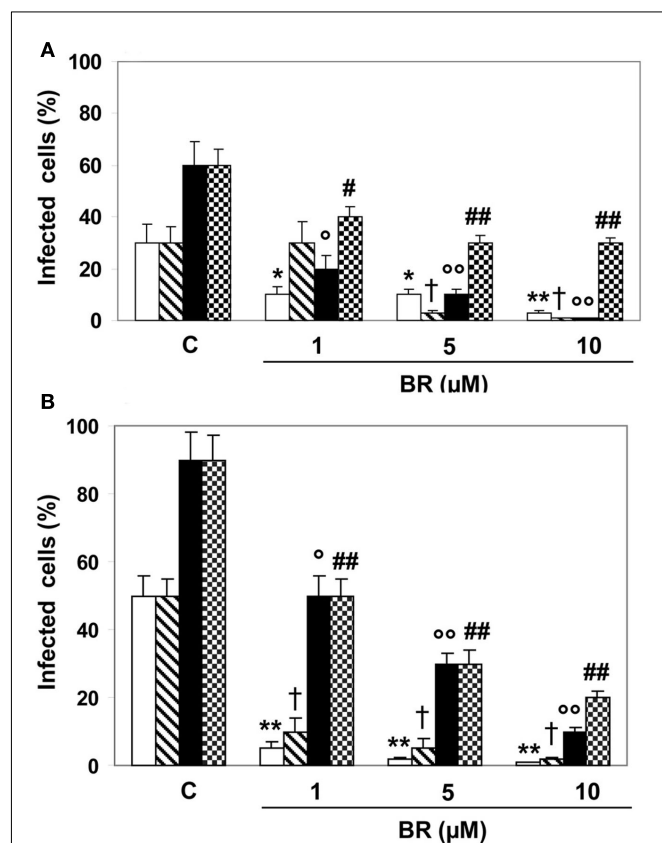 A
100
80
60
40
20
0
Infected cells (%)
* ° #
* † °° ##
** † °° ##
C 1 5 10
BR (µM)
B
100
80
60
40
20
0
Infected cells (%)
** † ° ##
** † °° ##
** † °° ##
C 1 5 10
BR (µM)